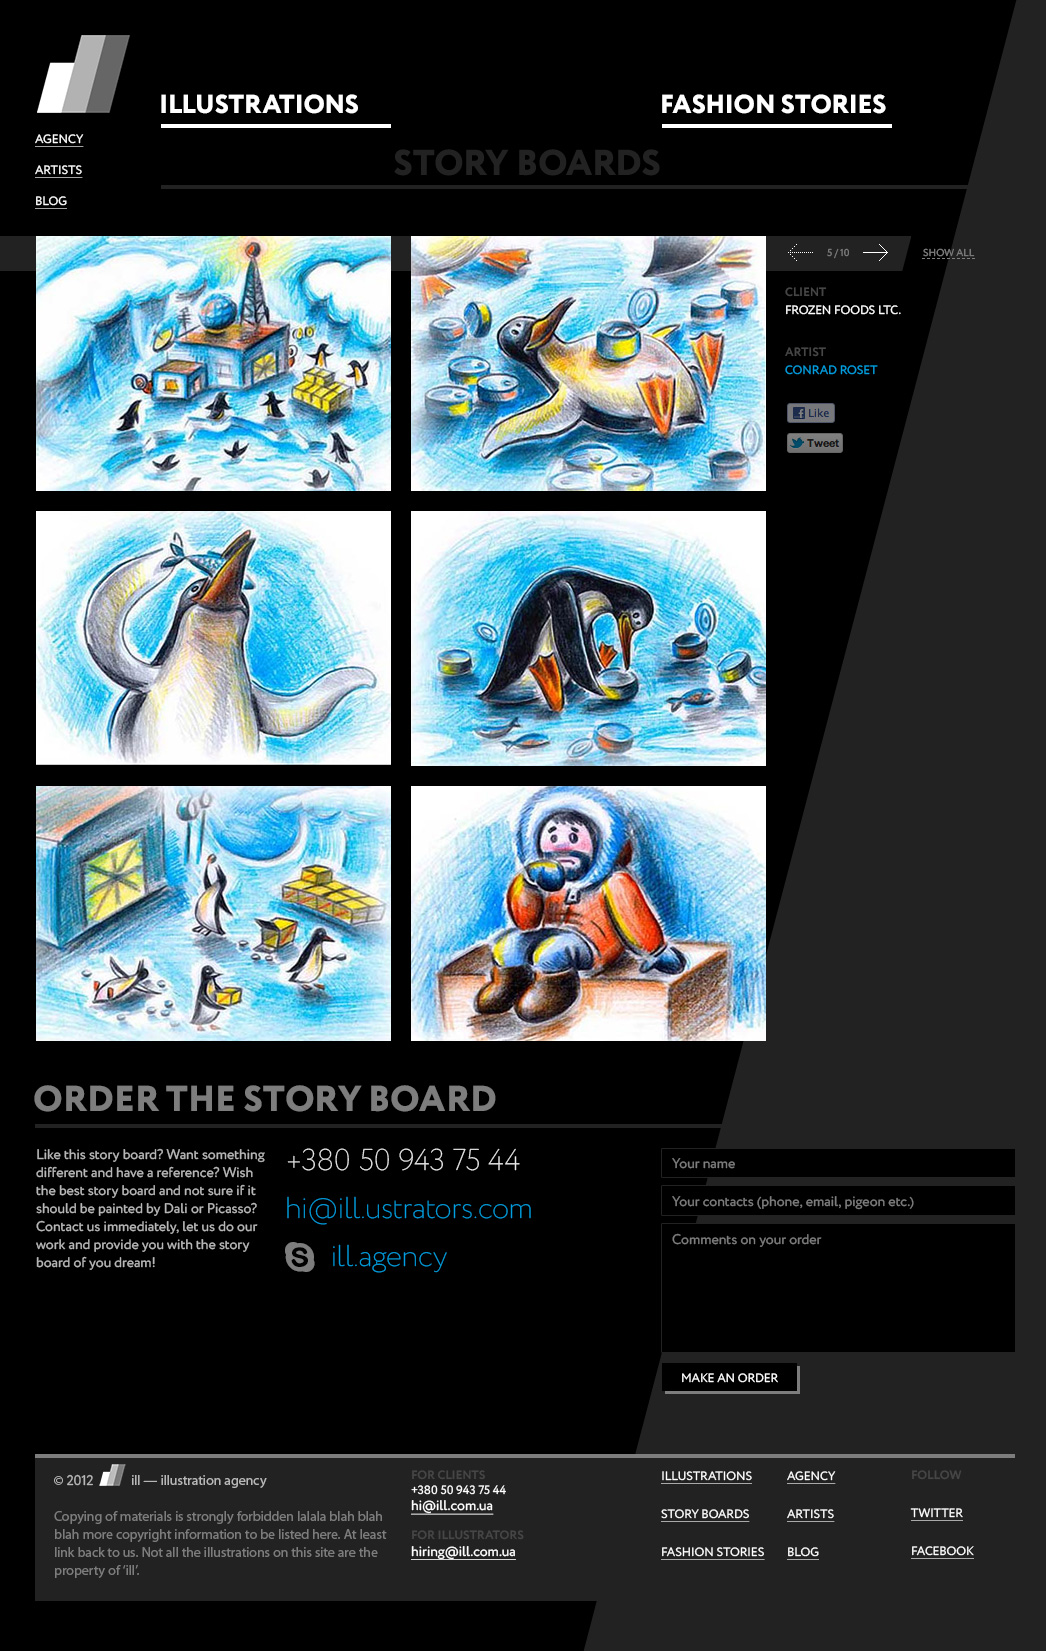 ILLUSTRATIONS
FASHION STORIES
AGENCY
STORY BOARDS
ARTISTS
BLOG
5 / 10
SHOW ALL
CLIENT
FROZEN FOODS LTC.
ARTIST
CONRAD ROSET
Like
Tweet
ORDER THE STORY BOARD
Like this story board? Want something
different and have a reference? Wish
the best story board and not sure if it
should be painted by Dali or Picasso?
Contact us immediately, let us do our
work and provide you with the story
board of you dream!
+380 50 943 75 44
hi@ill.ustrators.com
ill.agency
Your name
Your contacts (phone, email, pigeon etc.)
Comments on your order
MAKE AN ORDER
© 2012 ill — illustration agency
Copying of materials is strongly forbidden lalala blah blah
blah more copyright information to be listed here. At least
link back to us. Not all the illustrations on this site are the
property of ‘ill’.
FOR CLIENTS
+380 50 943 75 44
hi@ill.com.ua
FOR ILLUSTRATORS
hiring@ill.com.ua
ILLUSTRATIONS
STORY BOARDS
FASHION STORIES
AGENCY
ARTISTS
BLOG
FOLLOW
TWITTER
FACEBOOK